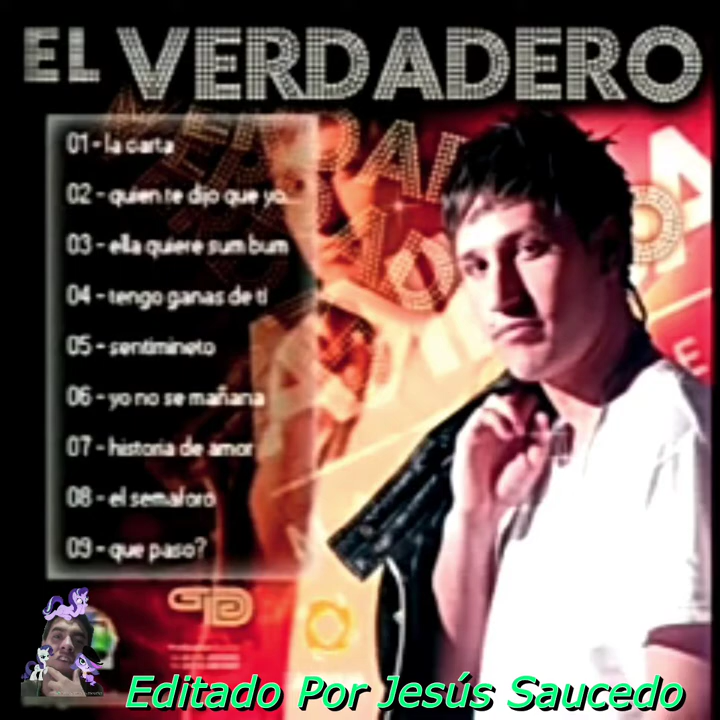 EL VERDADERO
01 - la carta
02 - quien te dijo que yo...
03 - ella quiere sum bum
04 - tengo ganas de ti
05 - sentimineto
06 - yo no se mañana
07 - historia de amor
08 - el semaforo
09 - que paso?
Editado Por Jesús Saucedo